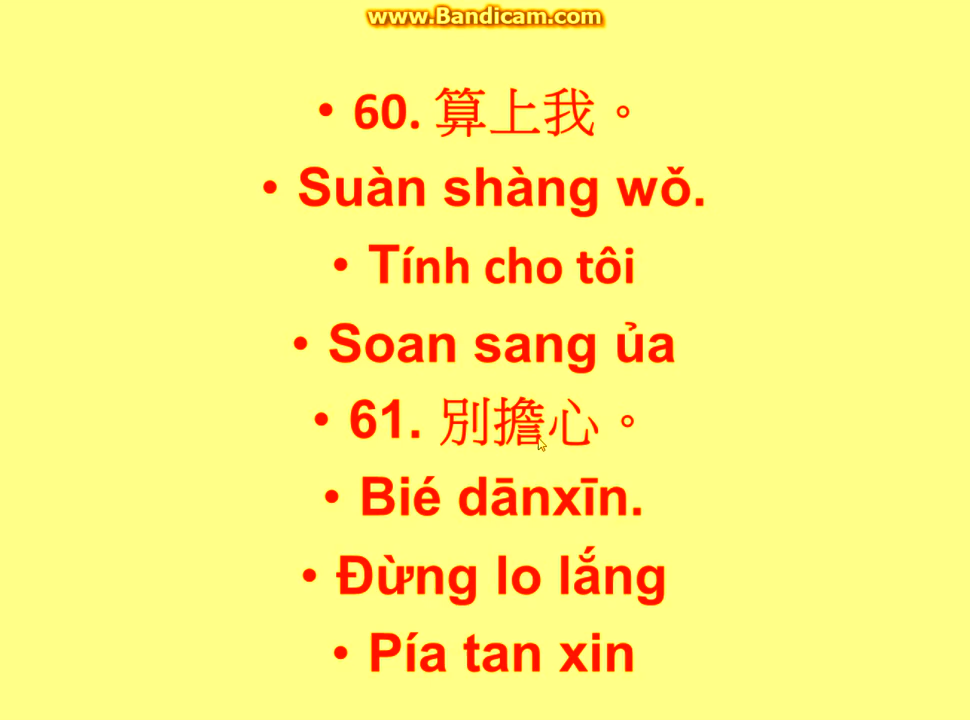 www.Bandicam.com
• 60. 算上我。
• Suàn shàng wǒ.
• Tính cho tôi
• Soan sang ủa
• 61. 別擔心。
• Bié dānxīn.
• Đừng lo lắng
• Pía tan xin